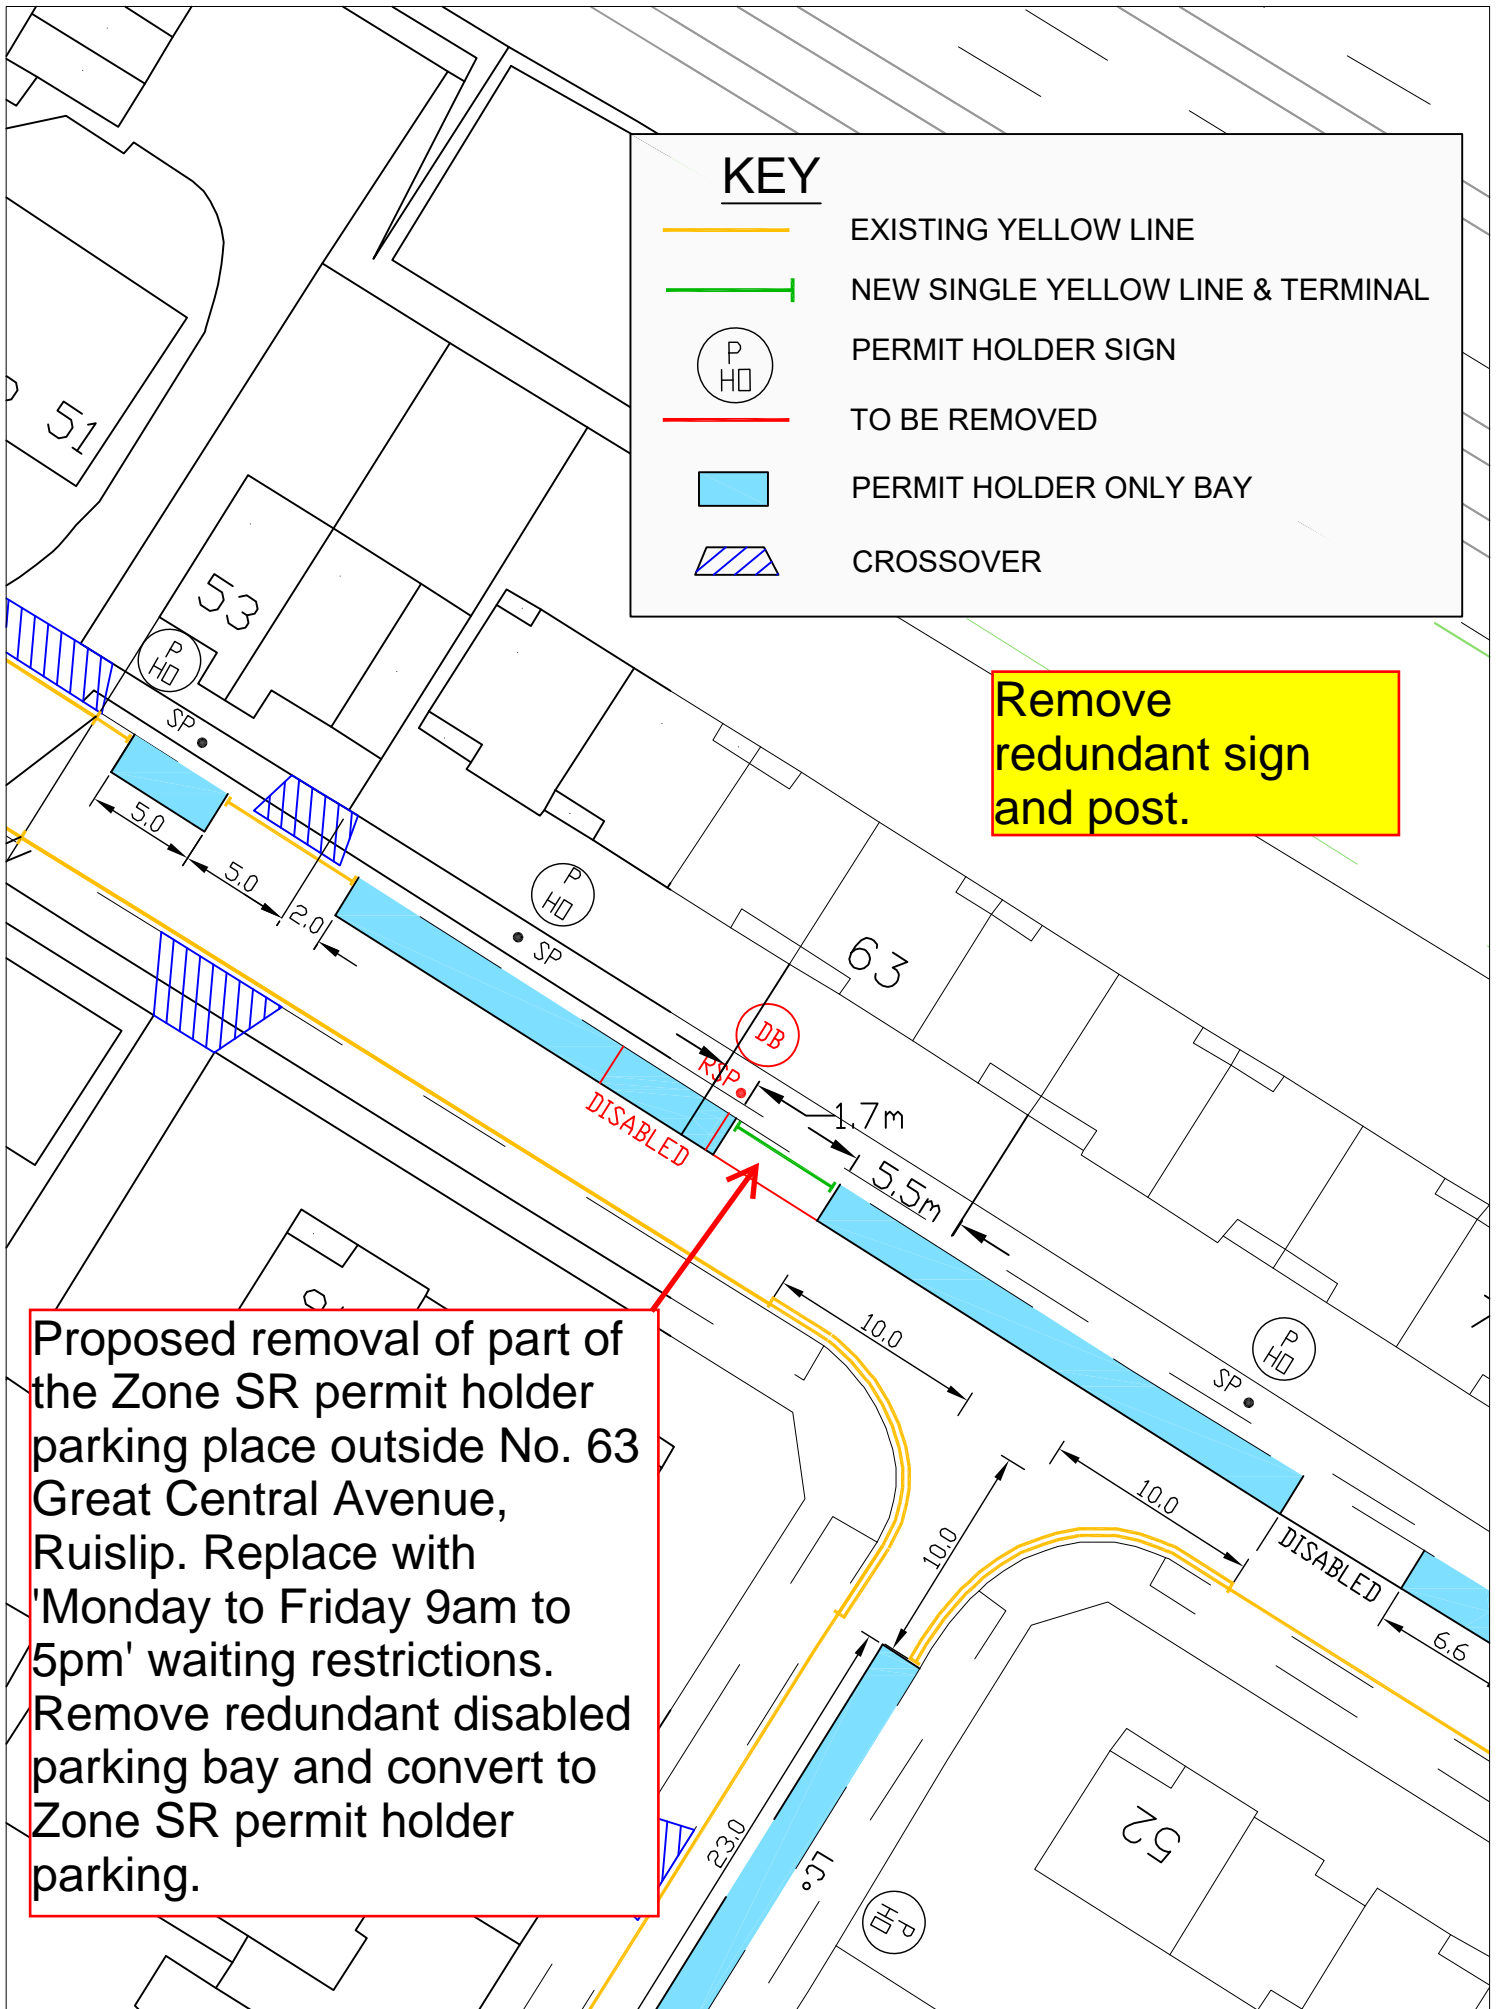 KEY
EXISTING YELLOW LINE
NEW SINGLE YELLOW LINE & TERMINAL
P
HO
PERMIT HOLDER SIGN
TO BE REMOVED
PERMIT HOLDER ONLY BAY
CROSSOVER
51
53
P
HO
SP
Remove
redundant sign
and post.
5.0
5.0
2.0
P
HO
SP
63
DB
RSP
DISABLED
1.7m
5.5m
10.0
P
HO
SP
10.0
10.0
DISABLED
6.6
Proposed removal of part of
the Zone SR permit holder
parking place outside No. 63
Great Central Avenue,
Ruislip. Replace with
'Monday to Friday 9am to
5pm' waiting restrictions.
Remove redundant disabled
parking bay and convert to
Zone SR permit holder
parking.
23.0
LC
52
P
HO